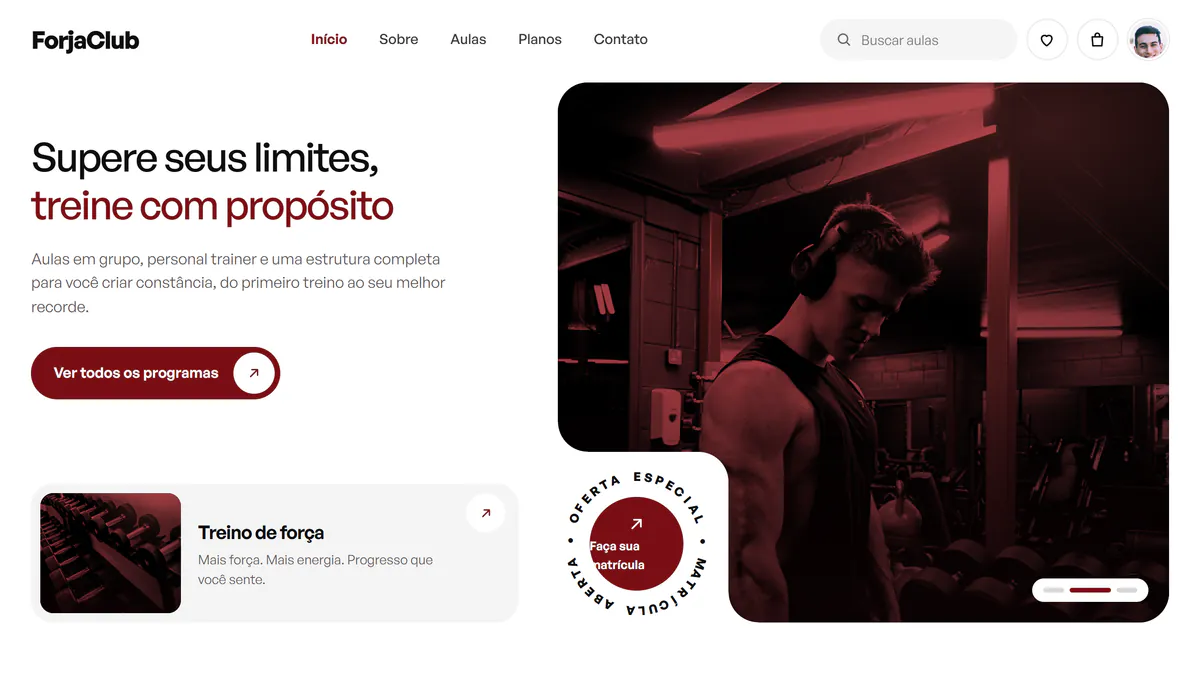 ForjaClub
Início
Sobre
Aulas
Planos
Contato
Buscar aulas
Supere seus limites,
treine com propósito
Aulas em grupo, personal trainer e uma estrutura completa
para você criar constância, do primeiro treino ao seu melhor
recorde.
Ver todos os programas
Treino de força
Mais força. Mais energia. Progresso que
você sente.
OFERTA ESPECIAL • MATRÍCULA ABERTA •
Faça sua
matrícula